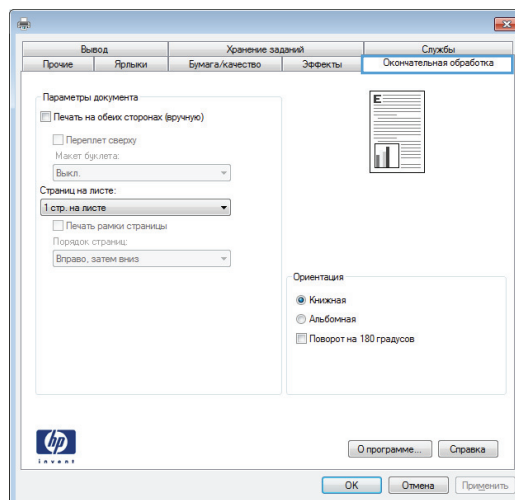 Вывод Хранение заданий Службы
Прочие Ярлыки Бумага/качество Эффекты Окончательная обработка
Параметры документа
Печать на обеих сторонах (вручную)
Переплет сверху
Макет буклета:
Выкл.
Страниц на листе:
1 стр. на листе
Печать рамки страницы
Порядок страниц:
Вправо, затем вниз
E
Ориентация
Книжная
Альбомная
Поворот на 180 градусов
hp
invent
О программе... Справка
OK Отмена Применить